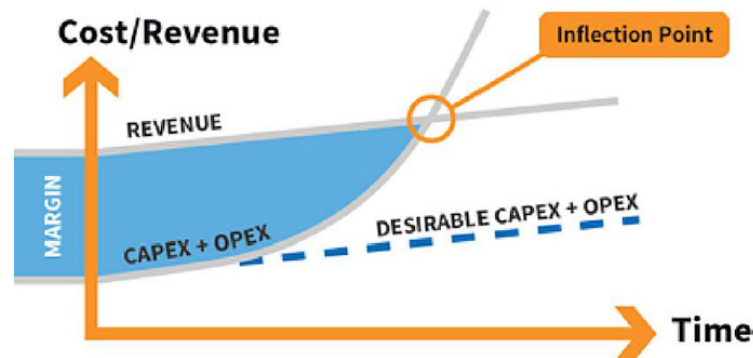 Cost/Revenue
Inflection Point
REVENUE
MARGIN
CAPEX + OPEX
DESIRABLE CAPEX + OPEX
Time